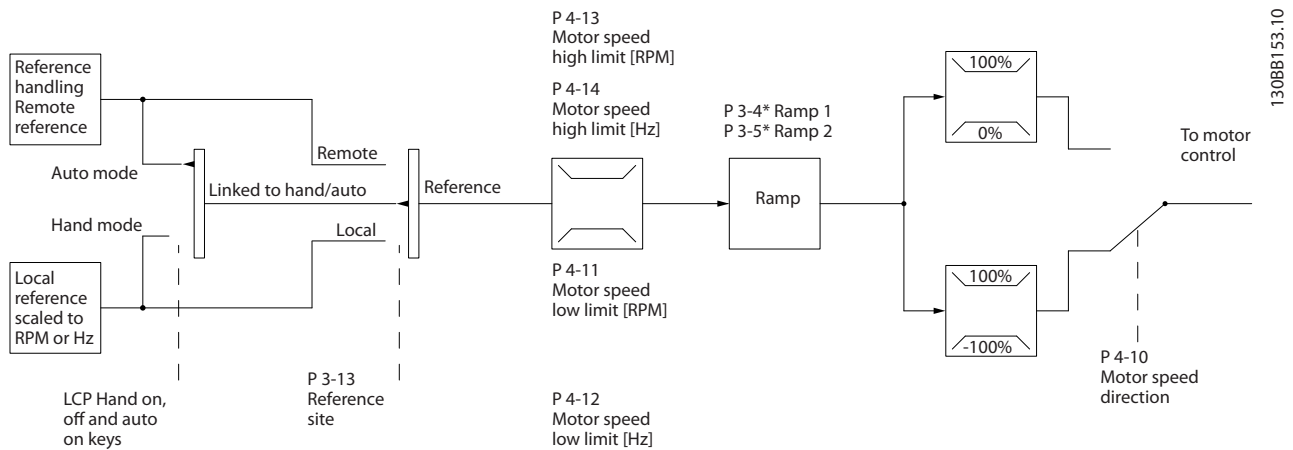 Reference
handling
Remote
reference
Auto mode
Hand mode
Local
reference
scaled to
RPM or Hz
LCP Hand on,
off and auto
on keys
Linked to hand/auto
Remote
Local
P 3-13
Reference
site
Reference
P 4-13
Motor speed
high limit [RPM]
P 4-14
Motor speed
high limit [Hz]
P 4-11
Motor speed
low limit [RPM]
P 4-12
Motor speed
low limit [Hz]
P 3-4* Ramp 1
P 3-5* Ramp 2
Ramp
100%
0%
100%
-100%
To motor
control
P 4-10
Motor speed
direction
130BB153.10